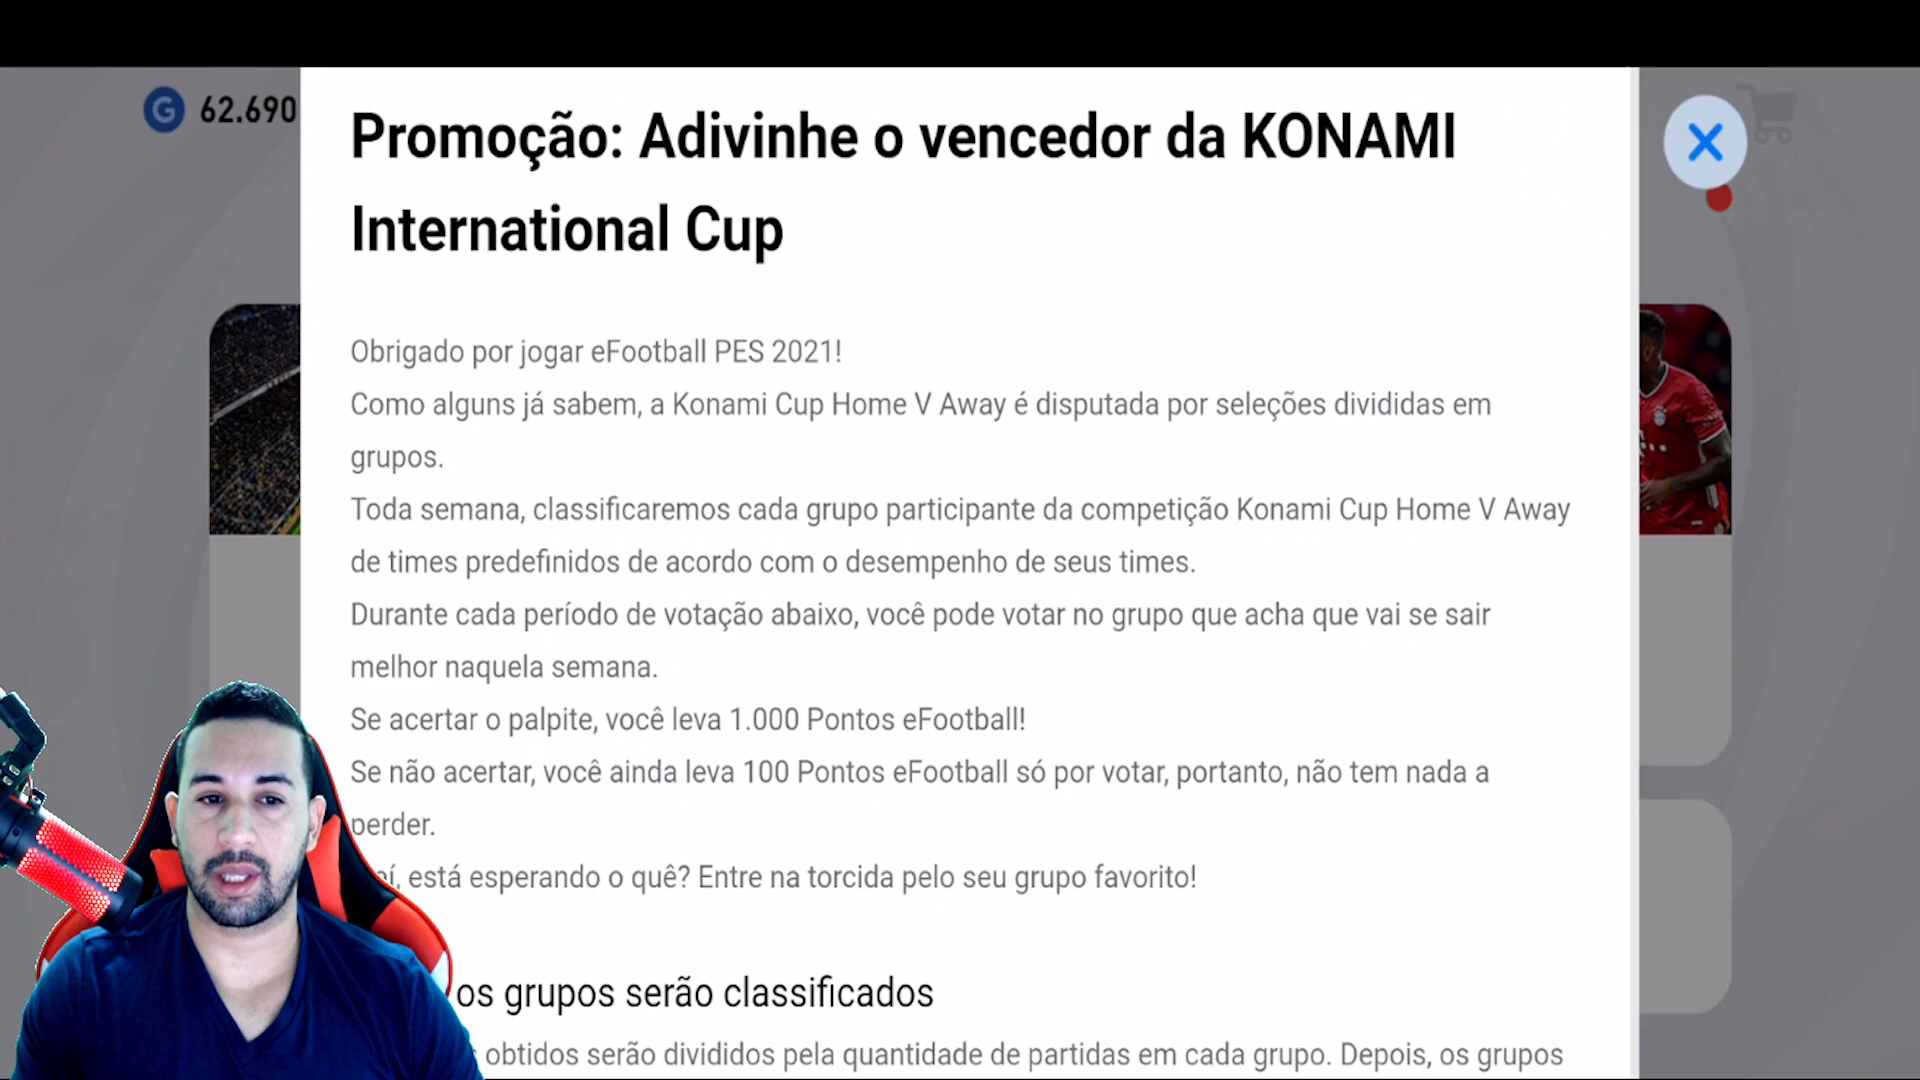 G 62.690
Promoção: Adivinhe o vencedor da KONAMI
International Cup
Obrigado por jogar eFootball PES 2021!
Como alguns já sabem, a Konami Cup Home V Away é disputada por seleções divididas em
grupos.
Toda semana, classificaremos cada grupo participante da competição Konami Cup Home V Away
de times predefinidos de acordo com o desempenho de seus times.
Durante cada período de votação abaixo, você pode votar no grupo que acha que vai se sair
melhor naquela semana.
Se acertar o palpite, você leva 1.000 Pontos eFootball!
Se não acertar, você ainda leva 100 Pontos eFootball só por votar, portanto, não tem nada a
perder.
está esperando o quê? Entre na torcida pelo seu grupo favorito!
os grupos serão classificados
obtidos serão divididos pela quantidade de partidas em cada grupo. Depois, os grupos